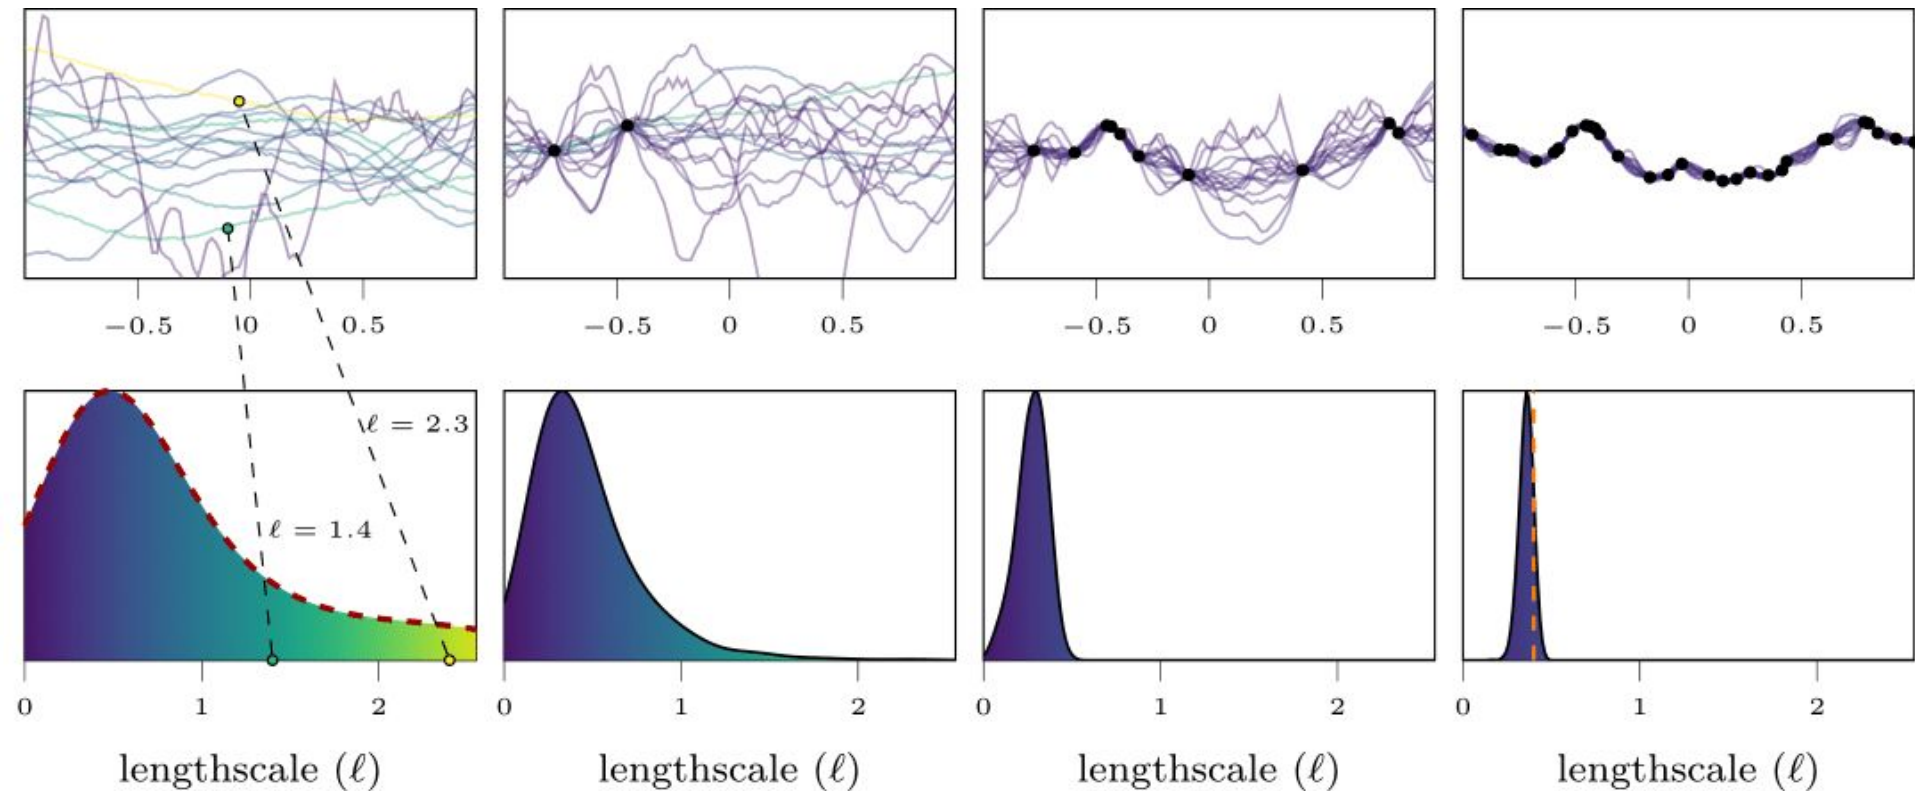 −0.5 0 0.5 −0.5 0 0.5 −0.5 0 0.5 −0.5 0 0.5
ℓ = 2.3
ℓ = 1.4
0 1 2 0 1 2 0 1 2 0 1 2
lengthscale (ℓ) lengthscale (ℓ) lengthscale (ℓ) lengthscale (ℓ)